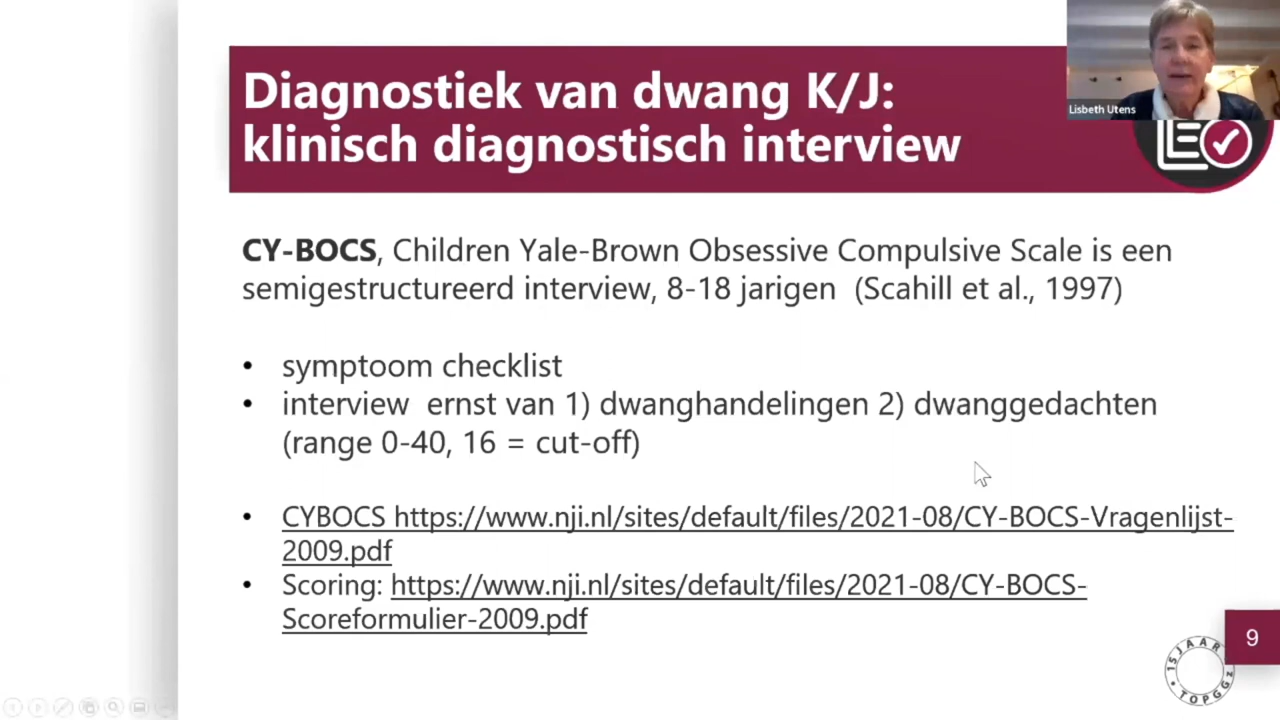 Diagnostiek van dwang K/J:
klinisch diagnostisch interview
Lisbeth Utens
CY-BOCS, Children Yale-Brown Obsessive Compulsive Scale is een
semigestructureerd interview, 8-18 jarigen (Scahill et al., 1997)
• symptoom checklist
• interview ernst van 1) dwanghandelingen 2) dwanggedachten
(range 0-40, 16 = cut-off)
• CYBOCS https://www.nji.nl/sites/default/files/2021-08/CY-BOCS-Vragenlijst-
2009.pdf
• Scoring: https://www.nji.nl/sites/default/files/2021-08/CY-BOCS-
Scoreformulier-2009.pdf
9
15 JAAR
TOPGGz